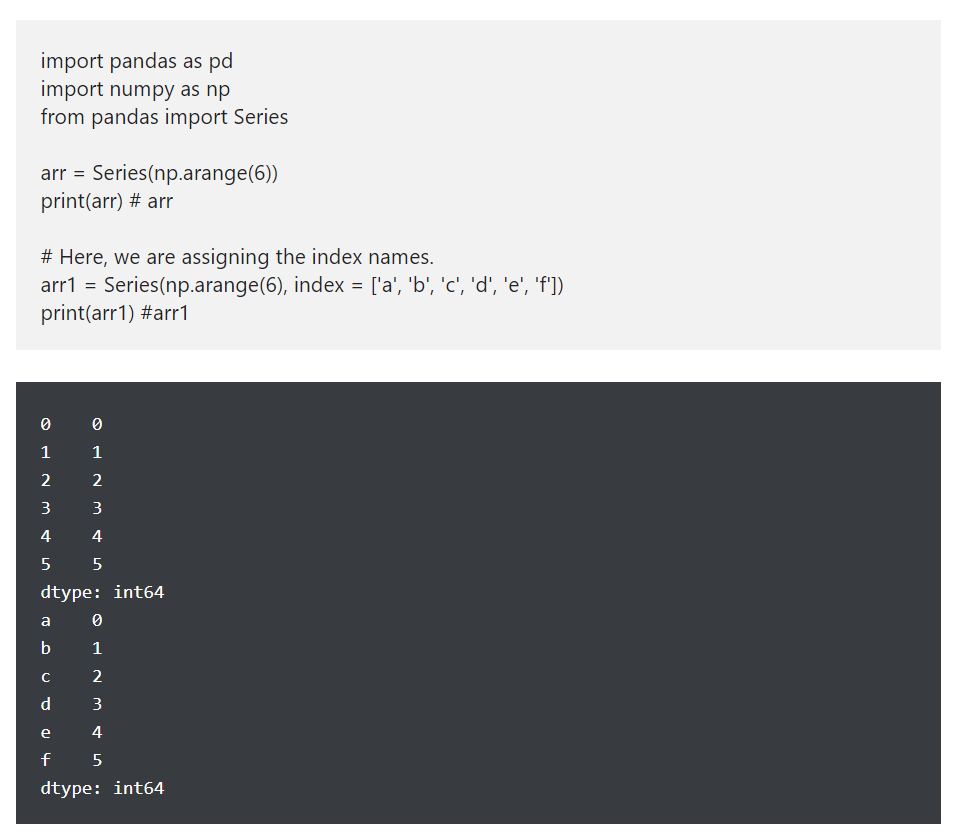 import pandas as pd
import numpy as np
from pandas import Series
arr = Series(np.arange(6))
print(arr) # arr
# Here, we are assigning the index names.
arr1 = Series(np.arange(6), index = ['a', 'b', 'c', 'd', 'e', 'f'])
print(arr1) #arr1
0    0
1    1
2    2
3    3
4    4
5    5
dtype: int64
a    0
b    1
c    2
d    3
e    4
f    5
dtype: int64